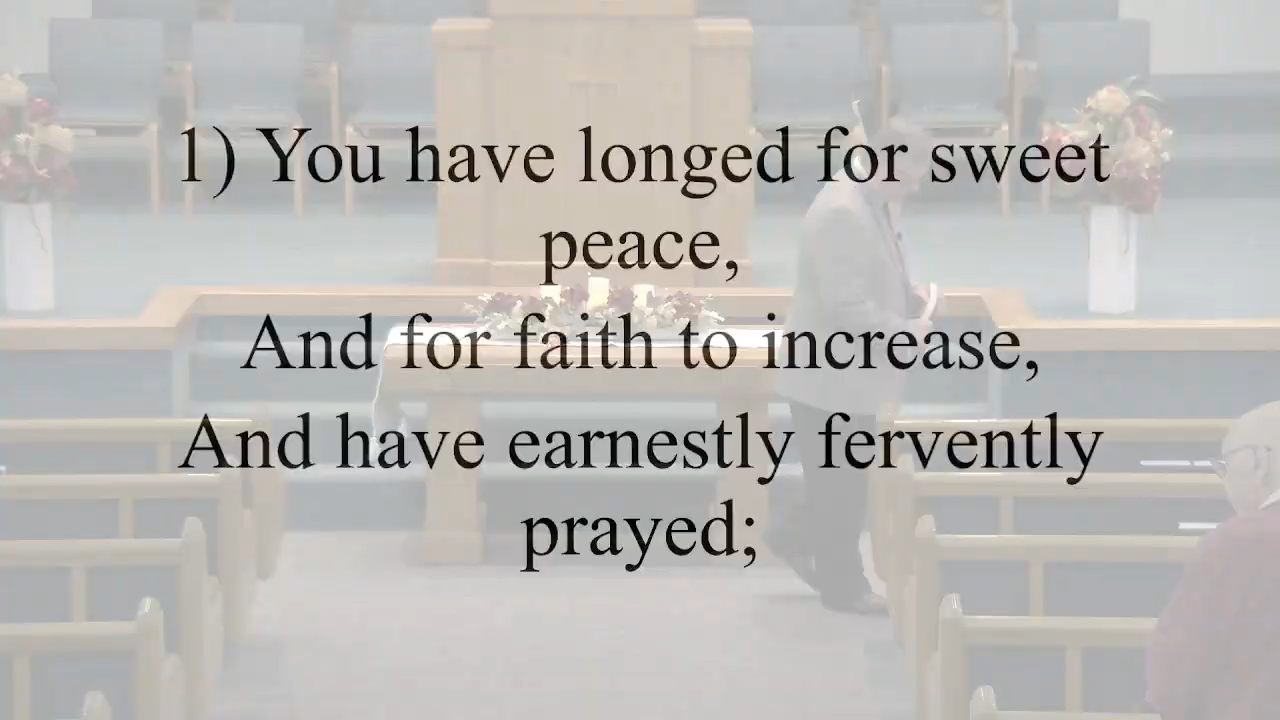 1) You have longed for sweet
peace,
And for faith to increase,
And have earnestly fervently
prayed;